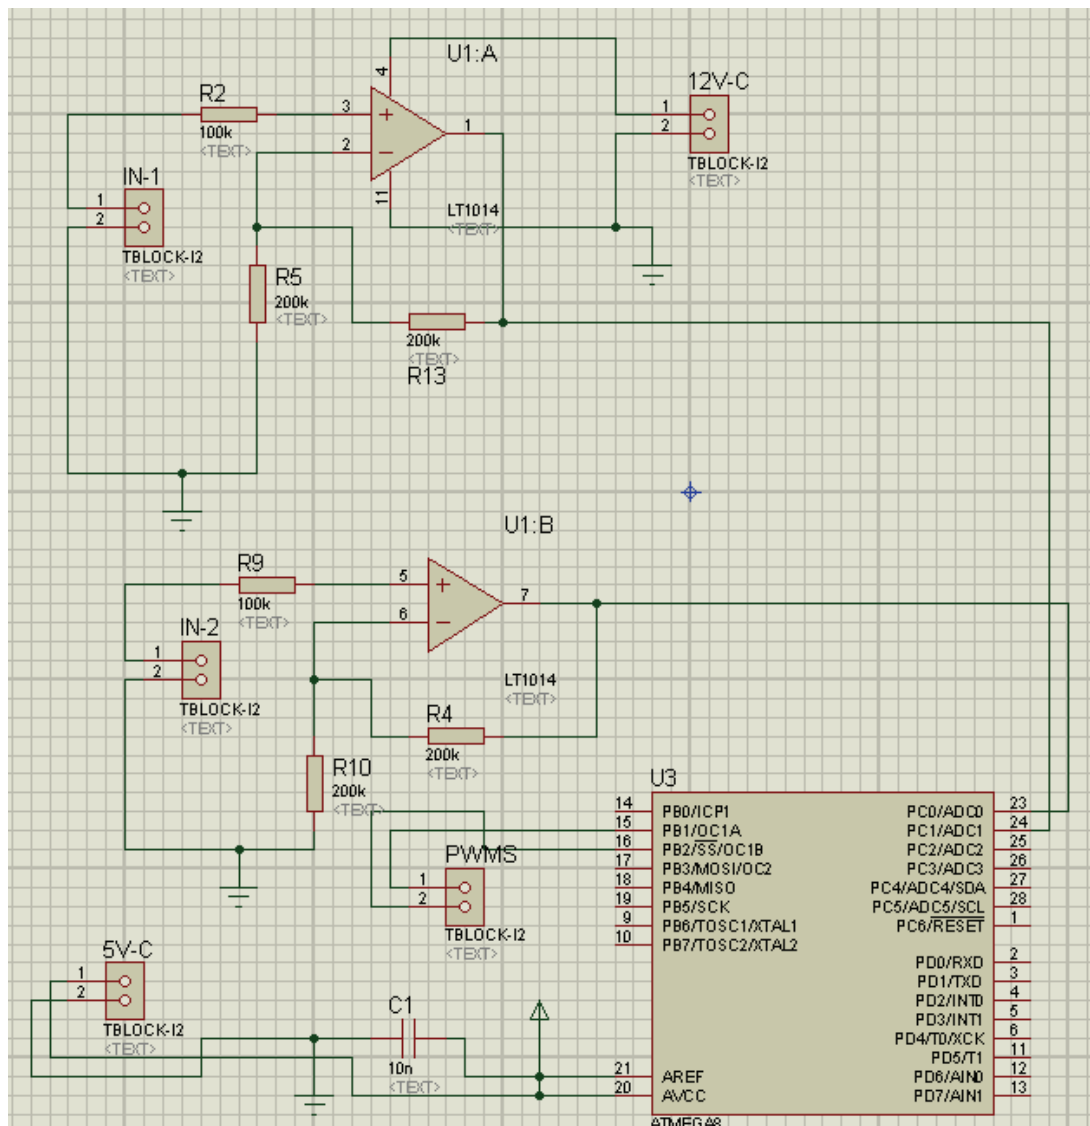 U1:A
4
12V-C
R2
3
+
1
1
2
100k
<TEXT>
2
−
TBLOCK-I2
<TEXT>
IN-1
11
1
2
LT1014
<TEXT>
TBLOCK-I2
<TEXT>
R5
200k
<TEXT>
200k
<TEXT>
R13
U1:B
R9
5
+
7
100k
<TEXT>
6
−
IN-2
1
2
LT1014
<TEXT>
TBLOCK-I2
<TEXT>
R4
200k
<TEXT>
R10
200k
<TEXT>
U3
14 PB0/ICP1 PC0/ADC0 23
15 PB1/OC1A PC1/ADC1 24
16 PB2/SS/OC1B PC2/ADC2 25
17 PB3/MOSI/OC2 PC3/ADC3 26
18 PB4/MISO PC4/ADC4/SDA 27
19 PB5/SCK PC5/ADC5/SCL 28
9 PB6/TOSC1/XTAL1 PC6/RESET 1
10 PB7/TOSC2/XTAL2
PD0/RXD 2
PD1/TXD 3
PD2/INT0 4
PD3/INT1 5
PD4/T0/XCK 6
PD5/T1 11
21 AREF PD6/AIN0 12
20 AVCC PD7/AIN1 13
ATMEGA8
PWMS
1
2
TBLOCK-I2
<TEXT>
5V-C
1
2
TBLOCK-I2
<TEXT>
C1
10n
<TEXT>